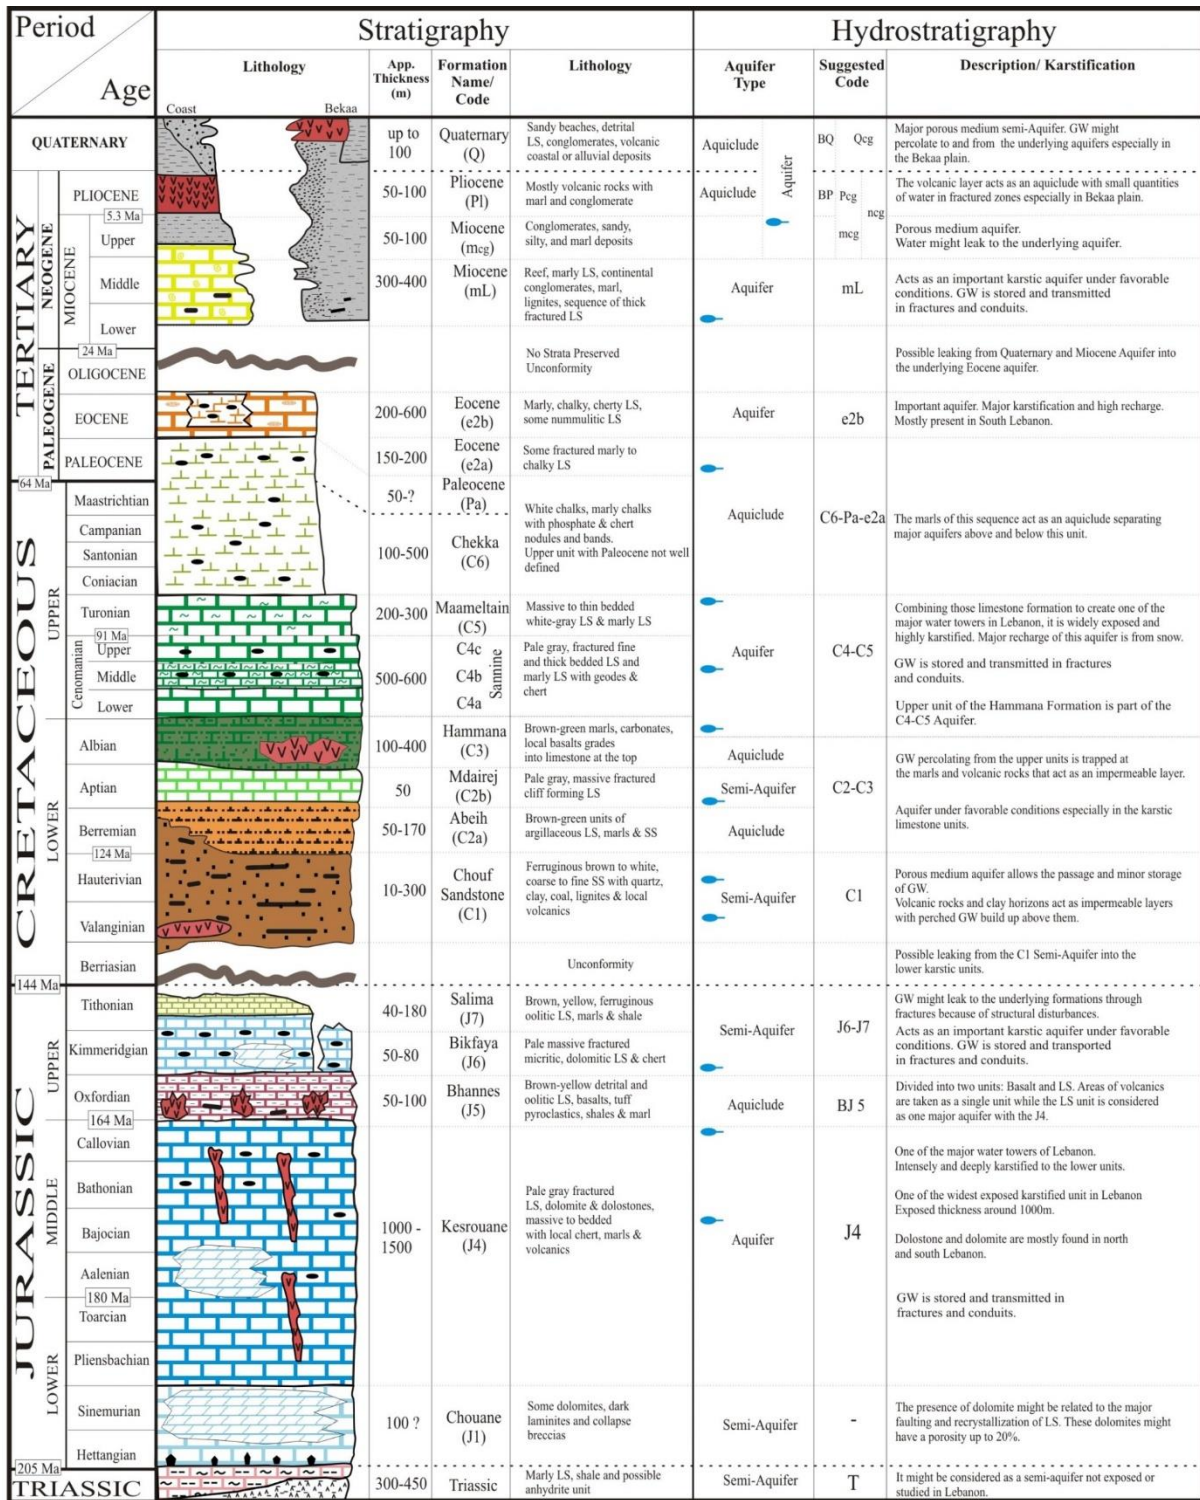 Period
Age
Stratigraphy
Hydrostratigraphy
Lithology
Coast
Bekaa
App.
Thickness
(m)
Formation
Name/
Code
Lithology
Aquifer
Type
Suggested
Code
Description/ Karstification
QUATERNARY
up to
100
Quaternary
(Q)
Sandy beaches, detrital
LS, conglomerates, volcanic
coastal or alluvial deposits
Aquiclude
Aquifer
BQ
Qcg
Major porous medium semi-Aquifer. GW might
percolate to and from the underlying aquifers especially in
the Bekaa plain.
TERTIARY
NEOGENE
PLIOCENE
50-100
Pliocene
(Pl)
Mostly volcanic rocks with
marl and conglomerate
Aquiclude
BP
Pcg
ncg
The volcanic layer acts as an aquiclude with small quantities
of water in fractured zones especially in Bekaa plain.
5.3 Ma
MIOCENE
Upper
50-100
Miocene
(mcg)
Conglomerates, sandy,
silty, and marl deposits
mcg
Porous medium aquifer.
Water might leak to the underlying aquifer.
Middle
300-400
Miocene
(mL)
Reef, marly LS, continental
conglomerates, marl,
lignites, sequence of thick
fractured LS
Aquifer
mL
Acts as an important karstic aquifer under favorable
conditions. GW is stored and transmitted
in fractures and conduits.
Lower
24 Ma
PALEOGENE
OLIGOCENE
No Strata Preserved
Unconformity
Possible leaking from Quaternary and Miocene Aquifer into
the underlying Eocene aquifer.
EOCENE
200-600
Eocene
(e2b)
Marly, chalky, cherty LS,
some nummulitic LS
Aquifer
e2b
Important aquifer. Major karstification and high recharge.
Mostly present in South Lebanon.
PALEOCENE
150-200
Eocene
(e2a)
Some fractured marly to
chalky LS
64 Ma
50-?
Paleocene
(Pa)
CRETACEOUS
UPPER
Maastrichtian
Campanian
Santonian
Coniacian
100-500
Chekka
(C6)
White chalks, marly chalks
with phosphate & chert
nodules and bands.
Upper unit with Paleocene not well
defined
Aquiclude
C6-Pa-e2a
The marls of this sequence act as an aquiclude separating
major aquifers above and below this unit.
Turonian
200-300
Maameltain
(C5)
Massive to thin bedded
white-gray LS & marly LS
91 Ma
Cenomanian
Upper
Middle
Lower
500-600
C4c
C4b
C4a
Sannine
Pale gray, fractured fine
and thick bedded LS and
marly LS with geodes &
chert
Aquifer
C4-C5
Combining those limestone formation to create one of the
major water towers in Lebanon, it is widely exposed and
highly karstified. Major recharge of this aquifer is from snow.
GW is stored and transmitted in fractures
and conduits.
Upper unit of the Hammana Formation is part of the
C4-C5 Aquifer.
LOWER
Albian
100-400
Hammana
(C3)
Brown-green marls, carbonates,
local basalts grades
into limestone at the top
Aquiclude
GW percolating from the upper units is trapped at
the marls and volcanic rocks that act as an impermeable layer.
Aptian
50
Mdairej
(C2b)
Pale gray, massive fractured
cliff forming LS
Semi-Aquifer
C2-C3
Berremian
50-170
Abeih
(C2a)
Brown-green units of
argillaceous LS, marls & SS
Aquiclude
Aquifer under favorable conditions especially in the karstic
limestone units.
124 Ma
Hauterivian
Valanginian
10-300
Chouf
Sandstone
(C1)
Ferruginous brown to white,
coarse to fine SS with quartz,
clay, coal, lignites & local
volcanics
Semi-Aquifer
C1
Porous medium aquifer allows the passage and minor storage
of GW.
Volcanic rocks and clay horizons act as impermeable layers
with perched GW build up above them.
Berriasian
Unconformity
Possible leaking from the C1 Semi-Aquifer into the
lower karstic units.
144 Ma
JURASSIC
UPPER
Tithonian
40-180
Salima
(J7)
Brown, yellow, ferruginous
oolitic LS, marls & shale
Semi-Aquifer
J6-J7
GW might leak to the underlying formations through
fractures because of structural disturbances.
Acts as an important karstic aquifer under favorable
conditions. GW is stored and transported
in fractures and conduits.
Kimmeridgian
50-80
Bikfaya
(J6)
Pale massive fractured
micritic, dolomitic LS & chert
Oxfordian
50-100
Bhannes
(J5)
Brown-yellow detrital and
oolitic LS, basalts, tuff
pyroclastics, shales & marl
Aquiclude
BJ 5
Divided into two units: Basalt and LS. Areas of volcanics
are taken as a single unit while the LS unit is considered
as one major aquifer with the J4.
164 Ma
MIDDLE
Callovian
Bathonian
Bajocian
Aalenian
180 Ma
LOWER
Toarcian
Pliensbachian
1000 -
1500
Kesrouane
(J4)
Pale gray fractured
LS, dolomite & dolostones,
massive to bedded
with local chert, marls &
volcanics
Aquifer
J4
One of the major water towers of Lebanon.
Intensely and deeply karstified to the lower units.
One of the widest exposed karstified unit in Lebanon
Exposed thickness around 1000m.
Dolostone and dolomite are mostly found in north
and south Lebanon.
GW is stored and transmitted in
fractures and conduits.
Sinemurian
Hettangian
100 ?
Chouane
(J1)
Some dolomites, dark
laminites and collapse
breccias
Semi-Aquifer
-
The presence of dolomite might be related to the major
faulting and recrystallization of LS. These dolomites might
have a porosity up to 20%.
205 Ma
TRIASSIC
300-450
Triassic
Marly LS, shale and possible
anhydrite unit
Semi-Aquifer
T
It might be considered as a semi-aquifer not exposed or
studied in Lebanon.